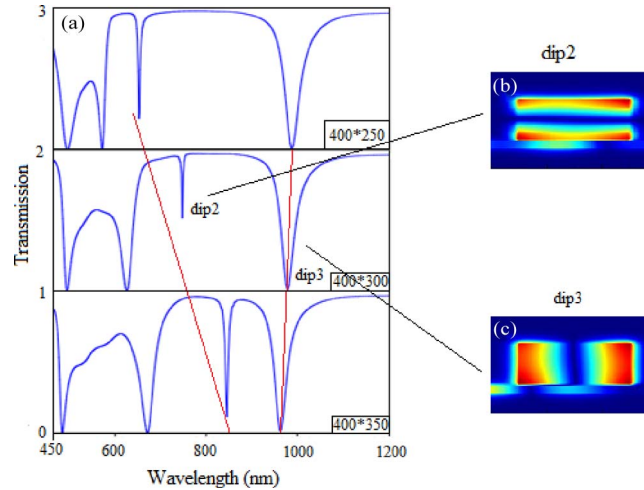 3
(a)
400*250
2
dip2
dip3
400*300
1
400*350
0
450
600
800
1000
1200
Wavelength (nm)
Transmission
dip2
(b)
dip3
(c)